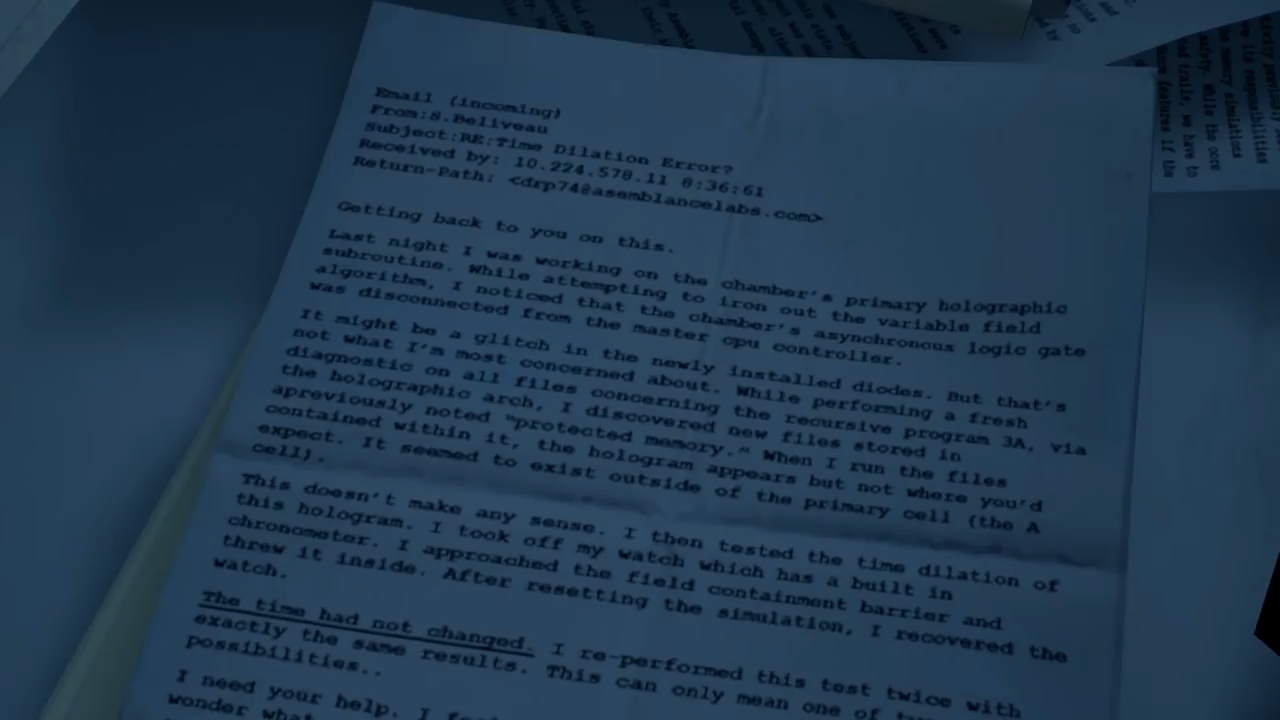 Email (incoming)
From:S.Beliveau
Subject:RE:Time Dilation Error?
Received by: 10.224.578.11 8:36:61
Return-Path: <drp74@asemblancelabs.com>
Getting back to you on this.
Last night I was working on the chamber's primary holographic
subroutine. While attempting to iron out the variable field
algorithm, I noticed that the chamber's asynchronous logic gate
was disconnected from the master cpu controller.
It might be a glitch in the newly installed diodes. But that's
not what I'm most concerned about. While performing a fresh
diagnostic on all files concerning the recursive program 3A, via
the holographic arch, I discovered new files stored in
apreviously noted "protected memory." When I run the files
contained within it, the hologram appears but not where you'd
expect. It seemed to exist outside of the primary cell (the A
cell).
This doesn't make any sense. I then tested the time dilation of
this hologram. I took off my watch which has a built in
chronometer. I approached the field containment barrier and
threw it inside. After resetting the simulation, I recovered the
watch.
The time had not changed. I re-performed this test twice with
exactly the same results. This can only mean one of
possibilities..
I need your help. I
wonder